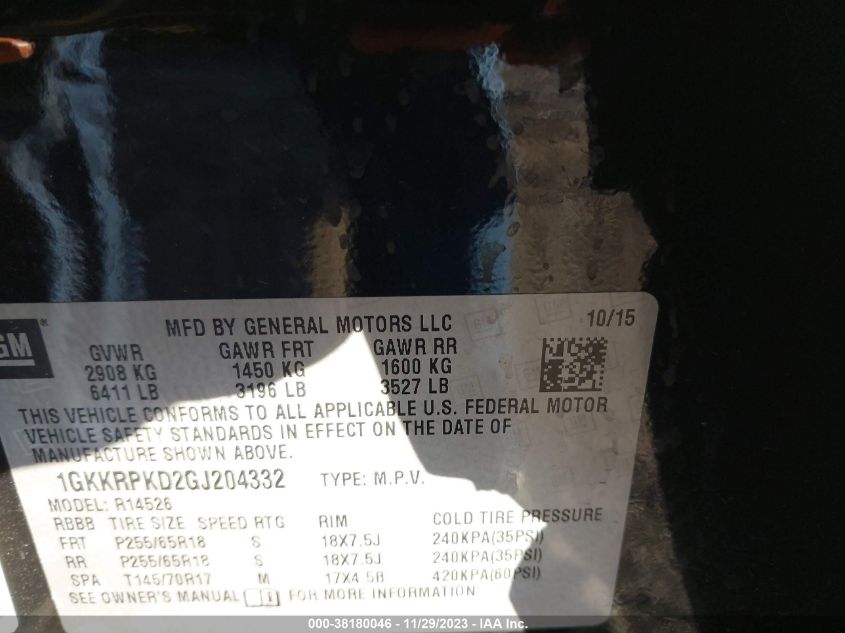 MFD BY GENERAL MOTORS LLC 10/15
GM ®
GVWR GAWR FRT GAWR RR
2908 KG 1450 KG 1600 KG
6411 LB 3196 LB 3527 LB
THIS VEHICLE CONFORMS TO ALL APPLICABLE U.S. FEDERAL MOTOR
VEHICLE SAFETY STANDARDS IN EFFECT ON THE DATE OF
MANUFACTURE SHOWN ABOVE.
1GKKRPKD2GJ204332 TYPE: M.P.V.
MODEL: R14526
RBBB TIRE SIZE SPEED RTG RIM COLD TIRE PRESSURE
FRT P255/65R18 S 18X7.5J 240KPA(35PSI)
RR P255/65R18 S 18X7.5J 240KPA(35PSI)
SPA T145/70R17 M 17X4.5B 420KPA(60PSI)
SEE OWNER'S MANUAL FOR MORE INFORMATION
000-38180046 - 11/29/2023 - IAA Inc.